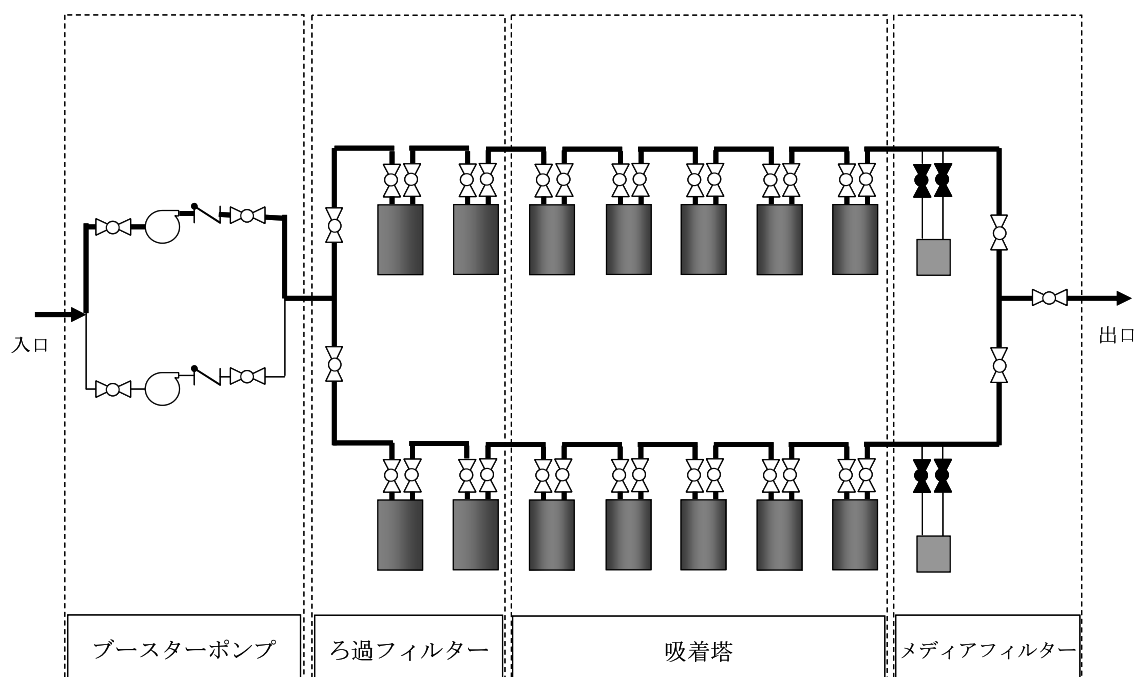 入口
出口
ブースターポンプ
ろ過フィルター
吸着塔
メディアフィルター